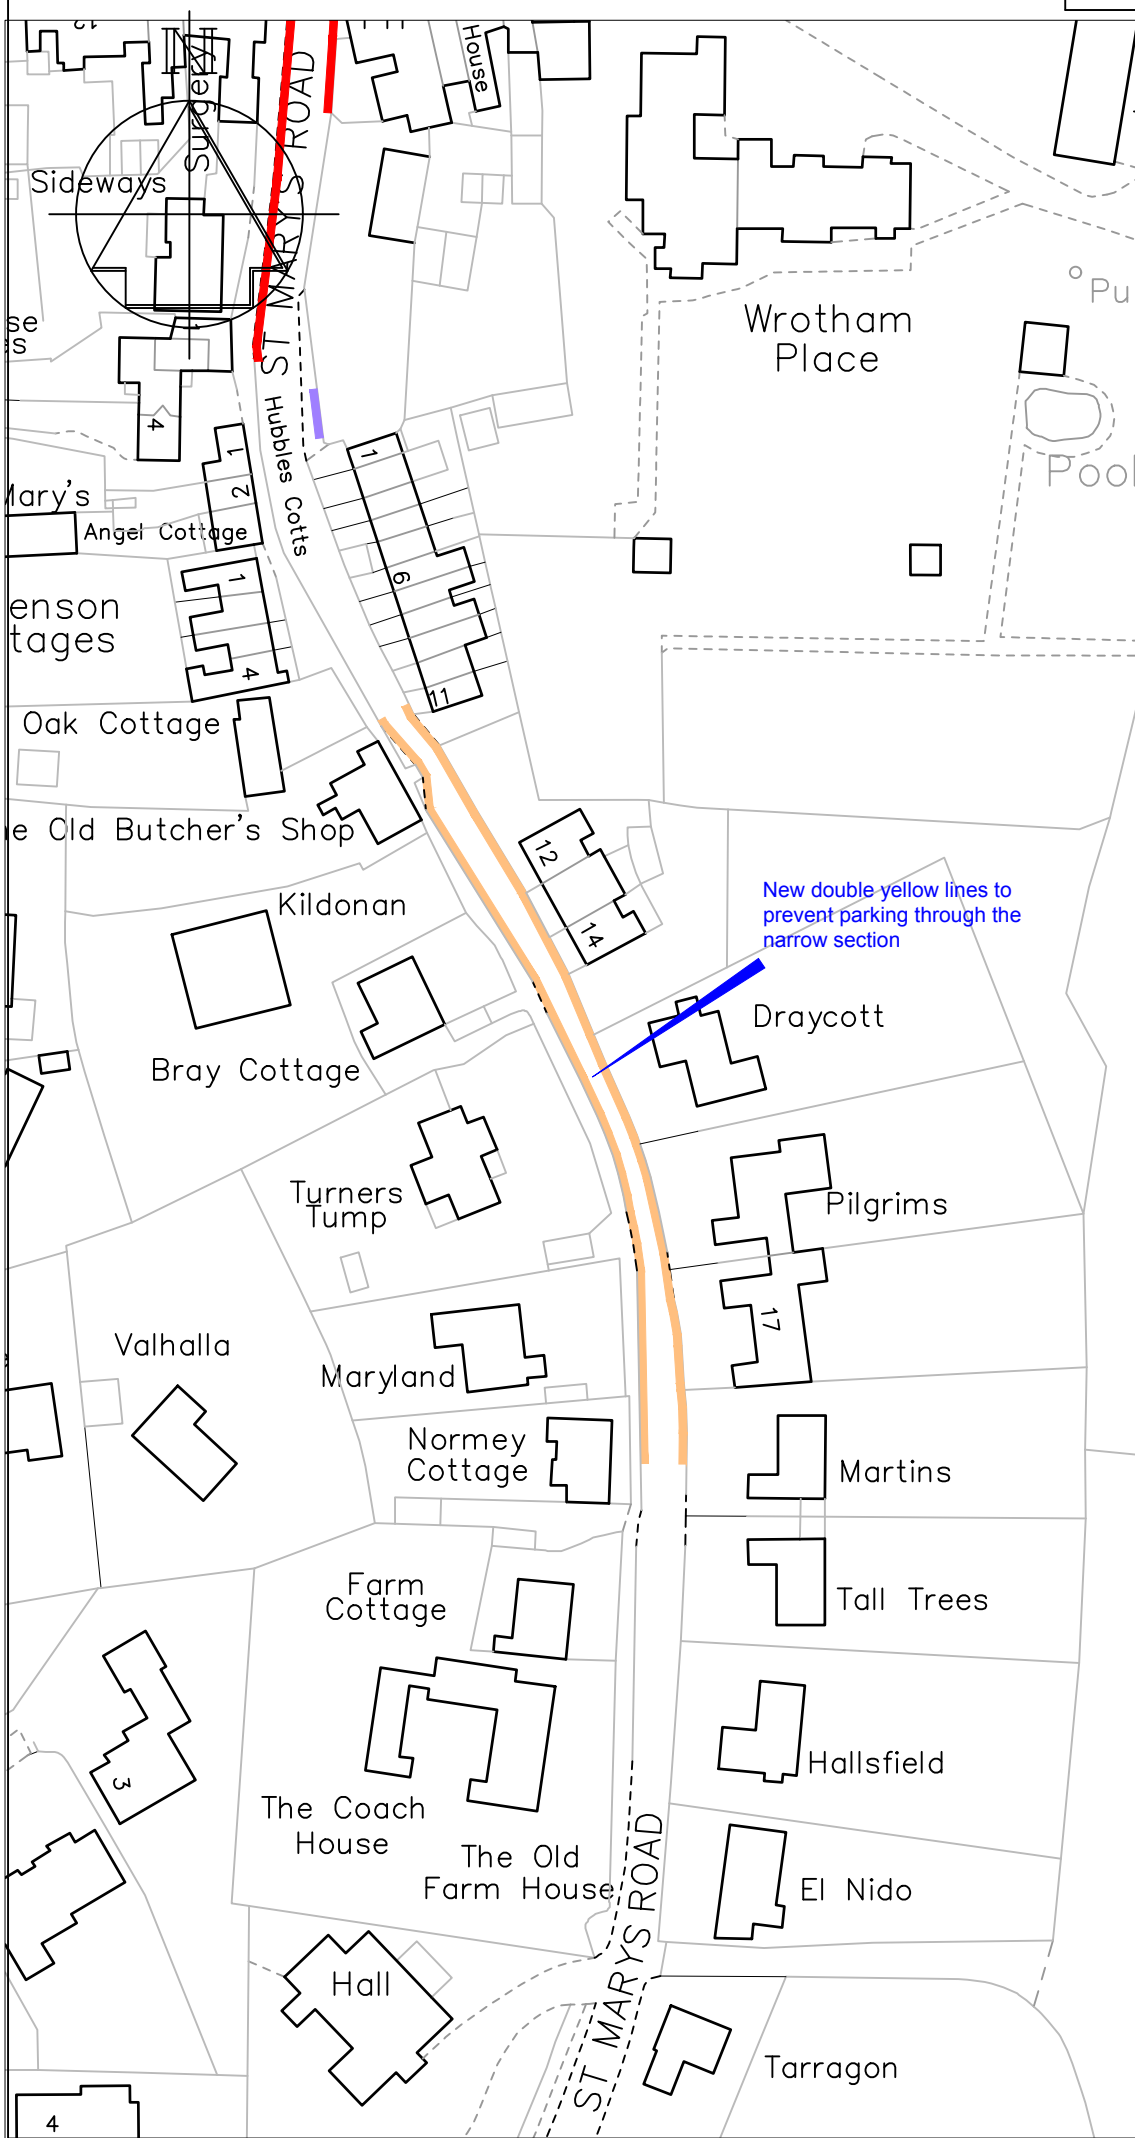 12
Surgery
House
ST MARY'S ROAD
Sideways
1
Wrotham
Place
4
Hubbles Cotts
1
2
1
Pool
Mary's
Angel Cottage
1
6
4
11
Oak Cottage
Old Butcher's Shop
12
14
Kildonan
New double yellow lines to
prevent parking through the
narrow section
Draycott
Bray Cottage
Turners
Tump
Pilgrims
17
Valhalla
Maryland
Normey
Cottage
Martins
Farm
Cottage
Tall Trees
3
Hallsfield
The Coach
House
The Old
Farm House
El Nido
ST MARYS ROAD
Hall
Tarragon
4